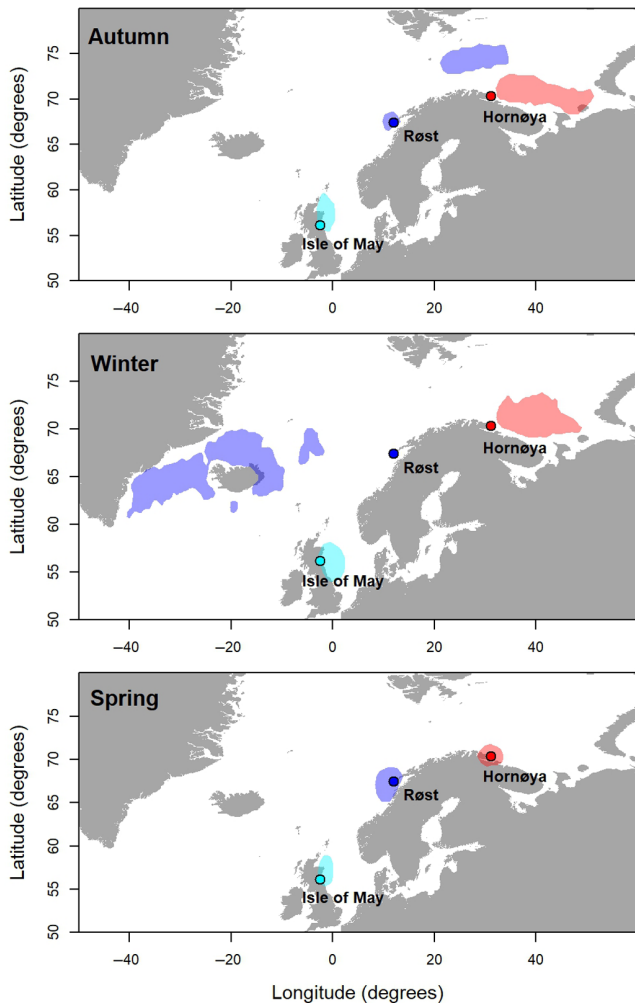 Autumn
Latitude (degrees)
75
70
65
60
55
50
Hornøya
Røst
Isle of May
–40
–20
0
20
40
Winter
Latitude (degrees)
75
70
65
60
55
50
Hornøya
Røst
Isle of May
–40
–20
0
20
40
Spring
Latitude (degrees)
75
70
65
60
55
50
Hornøya
Røst
Isle of May
–40
–20
0
20
40
Longitude (degrees)